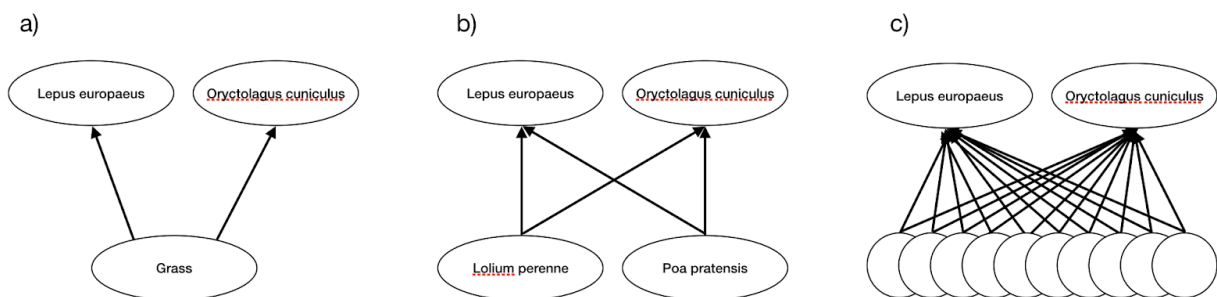 a)
Lepus europaeus
Oryctolagus cuniculus
Grass
b)
Lepus europaeus
Oryctolagus cuniculus
Lolium perenne
Poa pratensis
c)
Lepus europaeus
Oryctolagus cuniculus